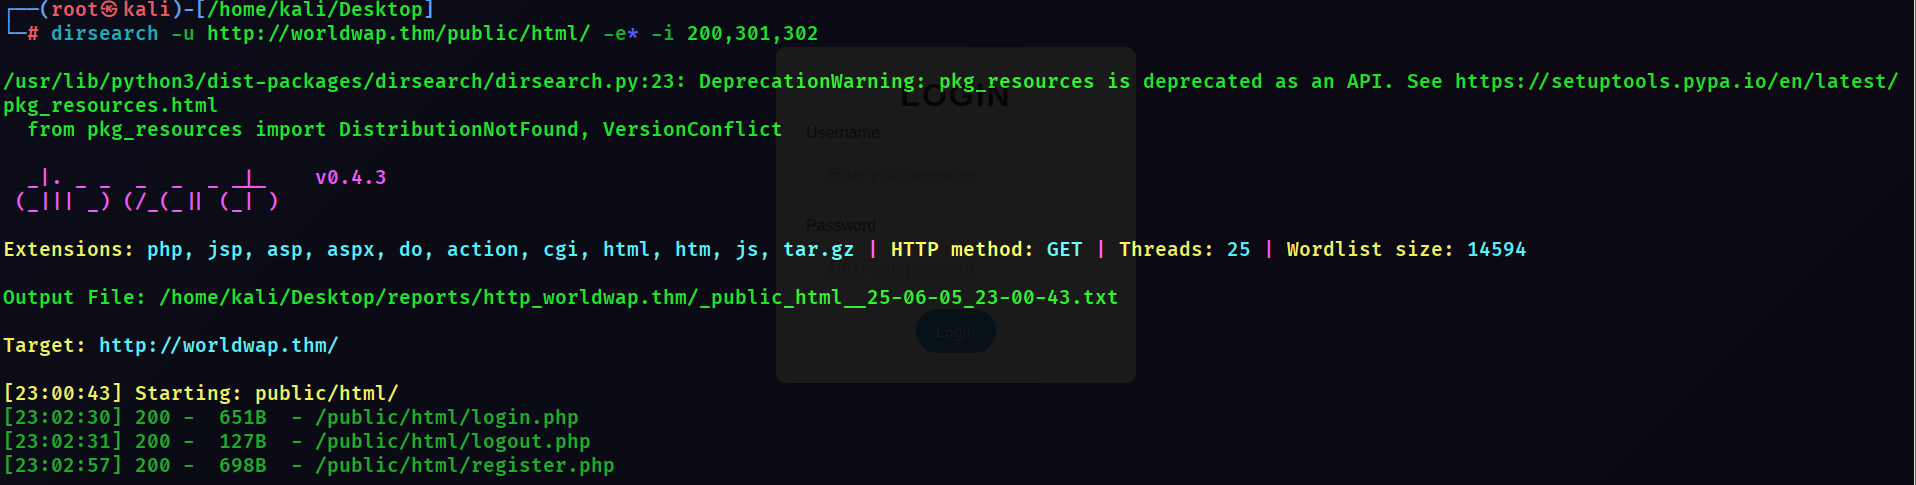 ┌──(root㉿kali)-[/home/kali/Desktop]
└─# dirsearch -u http://worldwap.thm/public/html/ -e* -i 200,301,302
/usr/lib/python3/dist-packages/dirsearch/dirsearch.py:23: DeprecationWarning: pkg_resources is deprecated as an API. See https://setuptools.pypa.io/en/latest/
pkg_resources.html
LOGIN
from pkg_resources import DistributionNotFound, VersionConflict
Username
Enter your username
  _|. _ _  _  _  _ _|_    v0.4.3
 (_||| _) (/_(_|| (_| )
Password
Extensions: php, jsp, asp, aspx, do, action, cgi, html, htm, js, tar.gz | HTTP method: GET | Threads: 25 | Wordlist size: 14594
Enter your password
Output File: /home/kali/Desktop/reports/http_worldwap.thm/_public_html__25-06-05_23-00-43.txt
Login
Target: http://worldwap.thm/
[23:00:43] Starting: public/html/
[23:02:30] 200 -  651B  - /public/html/login.php
[23:02:31] 200 -  127B  - /public/html/logout.php
[23:02:57] 200 -  698B  - /public/html/register.php